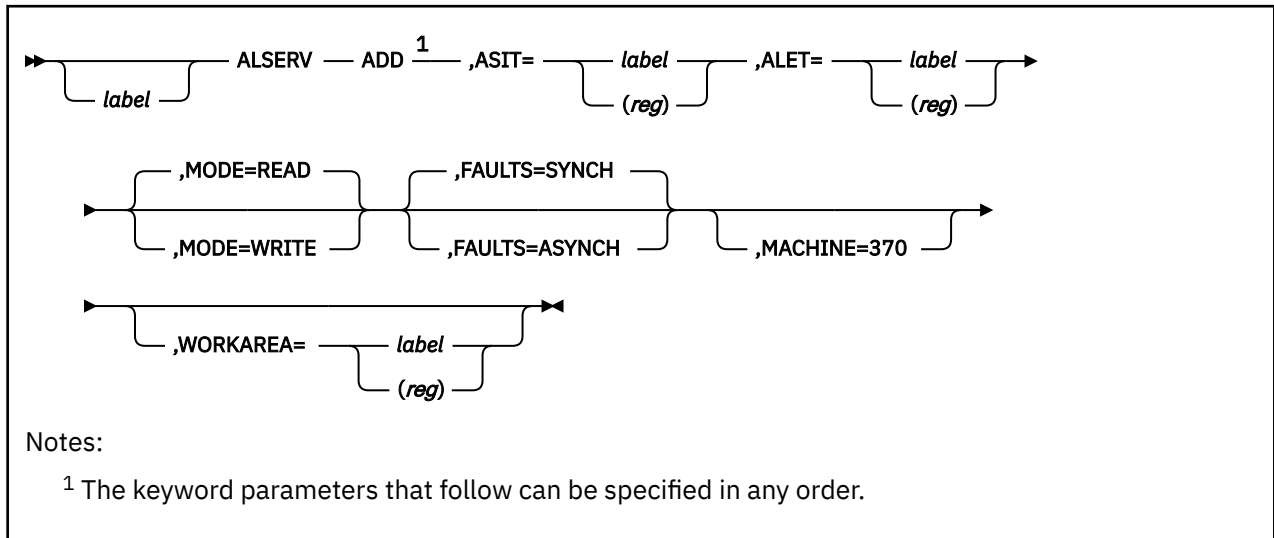 label ALSERV ADD 1 ,ASIT= label (reg) ,ALET= label (reg)
,MODE=READ ,FAULTS=SYNCH
,MODE=WRITE ,FAULTS=ASYNCH ,MACHINE=370
,WORKAREA= label
(reg)
Notes:
1 The keyword parameters that follow can be specified in any order.